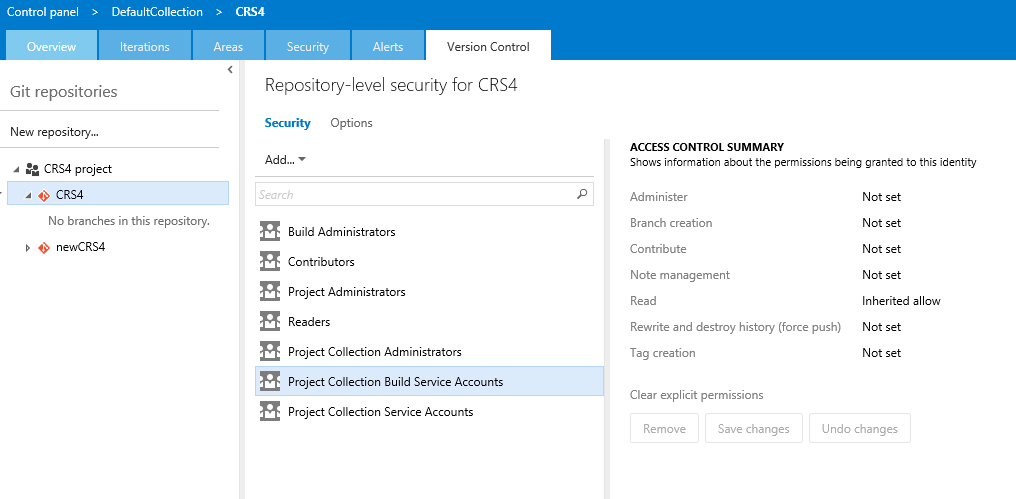 Control panel > DefaultCollection > CRS4
Overview Iterations Areas Security Alerts Version Control
Git repositories
New repository...
CRS4 project
CRS4
No branches in this repository.
newCRS4
Repository-level security for CRS4
Security Options
Add...
Search
Build Administrators
Contributors
Project Administrators
Readers
Project Collection Administrators
Project Collection Build Service Accounts
Project Collection Service Accounts
ACCESS CONTROL SUMMARY
Shows information about the permissions being granted to this identity
Administer Not set
Branch creation Not set
Contribute Not set
Note management Not set
Read Inherited allow
Rewrite and destroy history (force push) Not set
Tag creation Not set
Clear explicit permissions
Remove Save changes Undo changes